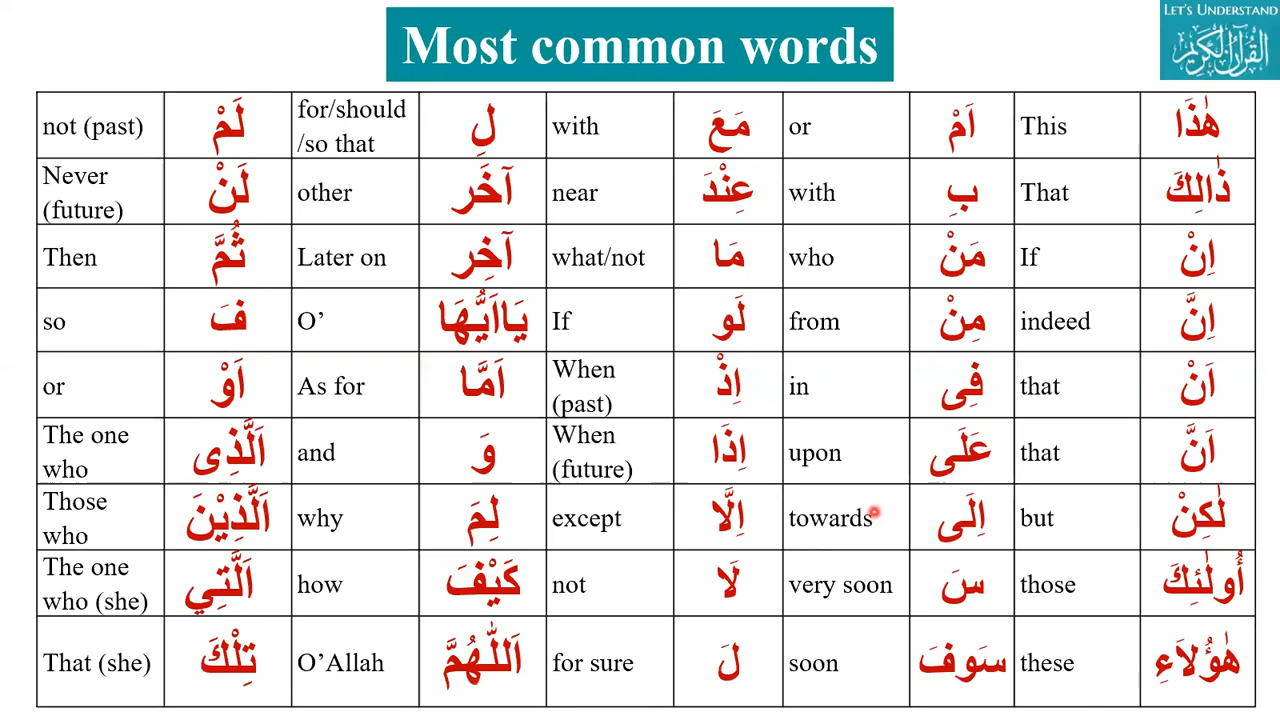 Most common words
LET'S UNDERSTAND
القرآن الكريم
not (past) لَمْ for/should /so that لِ with مَعَ or اَمْ This هٰذَا
Never (future) لَنْ other آخَر near عِنْدَ with بِ That ذٰالِكَ
Then ثُمَّ Later on آخِر what/not مَا who مَنْ If اِنْ
so فَ O' يَااَيُّهَا If لَو from مِنْ indeed اِنَّ
or اَوْ As for اَمَّا When (past) اِذْ in فِى that اَنْ
The one who اَلَّذِى and وَ When (future) اِذَا upon عَلَى that اَنَّ
Those who اَلَّذِيْنَ why لِمَ except اِلَّا towards اِلَى but لٰكِنْ
The one who (she) اَلَّتِي how كَيْفَ not لَا very soon سَ those أُولٰئِكَ
That (she) تِلْكَ O'Allah اَللّٰهُمَّ for sure لَ soon سَوفَ these هٰؤُلَاءِ